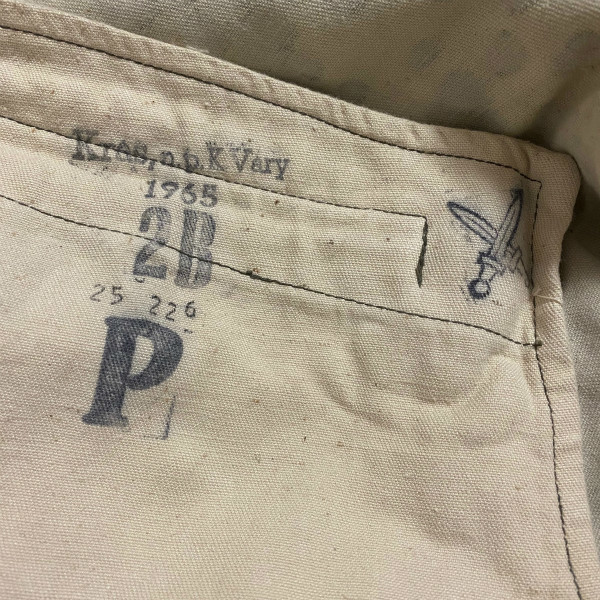 Kras, n.p. K Vary
1965
2B
25 226
P